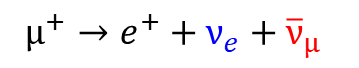 μ⁺ → e⁺ + νₑ + ν̅_μ